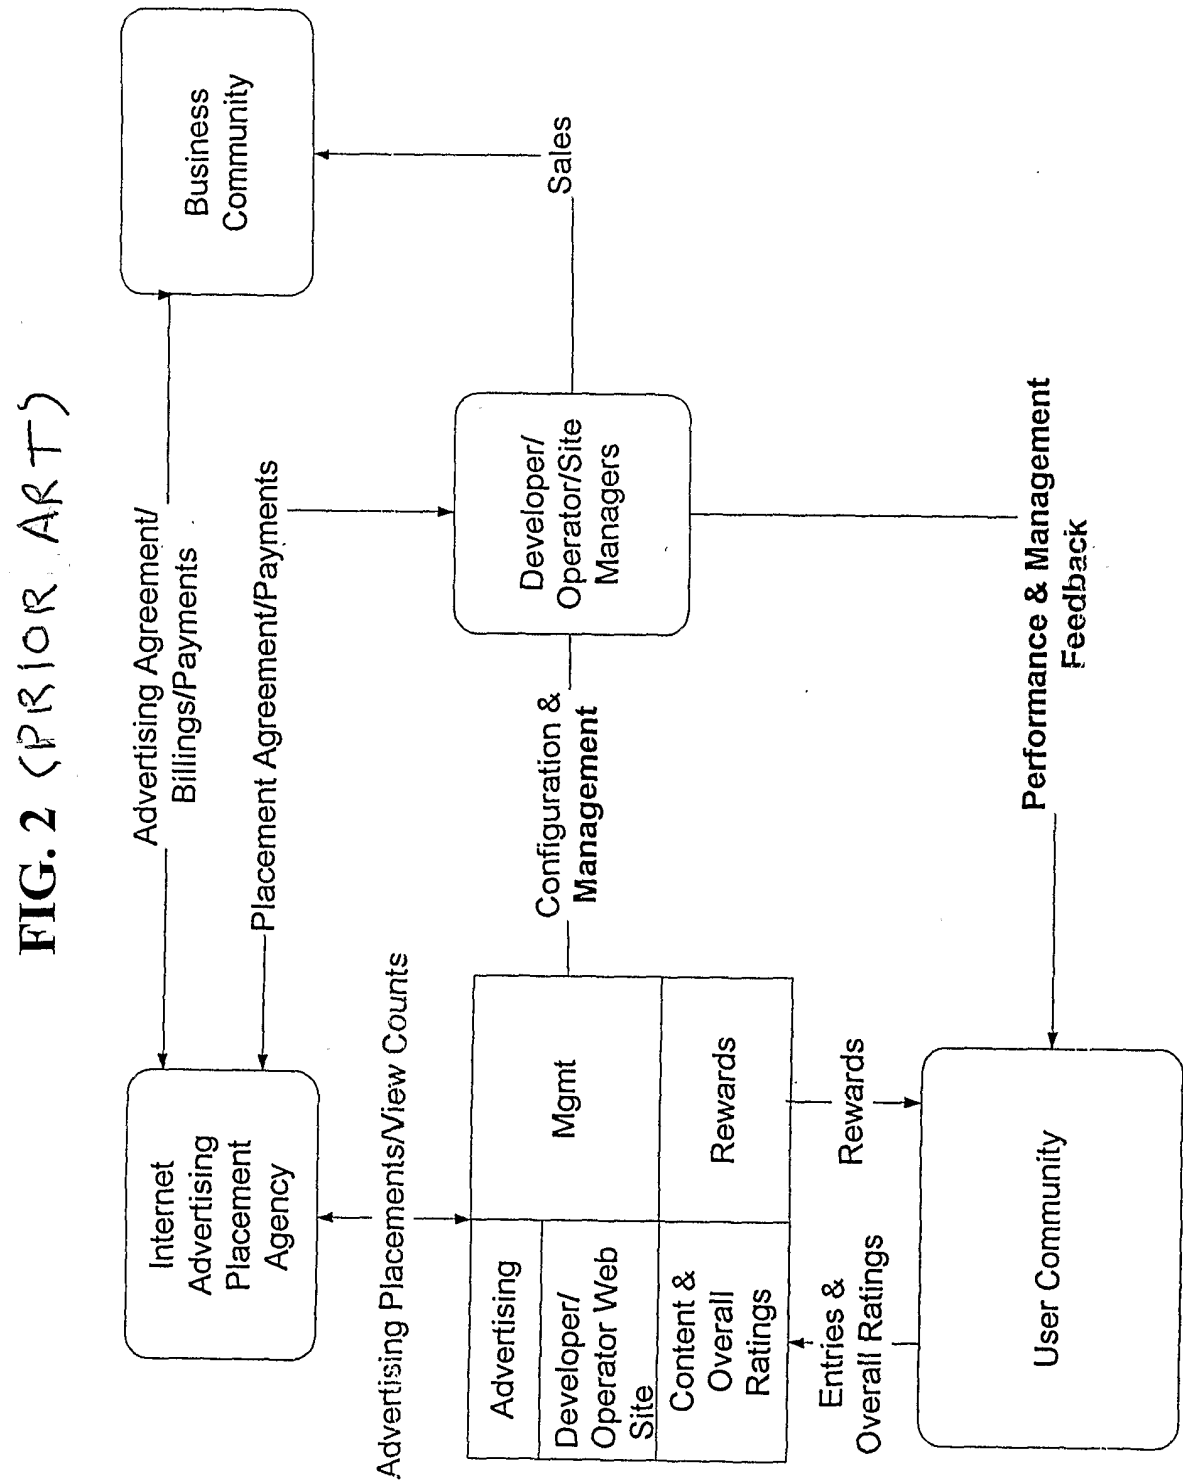 FIG. 2 (PRIOR ART)
Advertising Agreement/
Billings/Payments
Placement Agreement/Payments
Internet
Advertising
Placement
Agency
Business
Community
Advertising Placements/View Counts
Developer/
Operator/Site
Managers
Sales
Configuration &
Management
Advertising
Mgmt
Developer/
Operator Web
Site
Content &
Overall
Ratings
Rewards
Entries &
Overall Ratings
Rewards
Performance & Management
Feedback
User Community